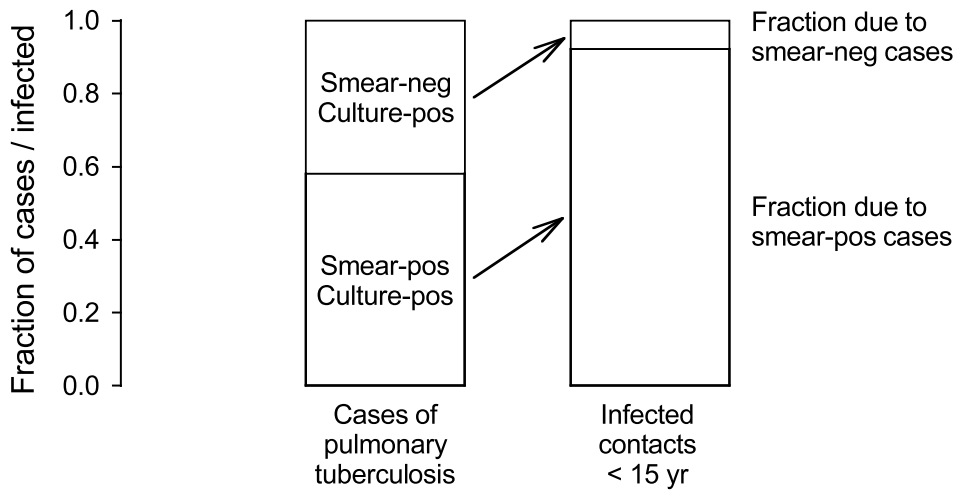 Fraction of cases / infected
1.0
0.8
0.6
0.4
0.2
0.0
Smear-neg
Culture-pos
Smear-pos
Culture-pos
Cases of
pulmonary
tuberculosis
Infected
contacts
< 15 yr
Fraction due to
smear-neg cases
Fraction due to
smear-pos cases